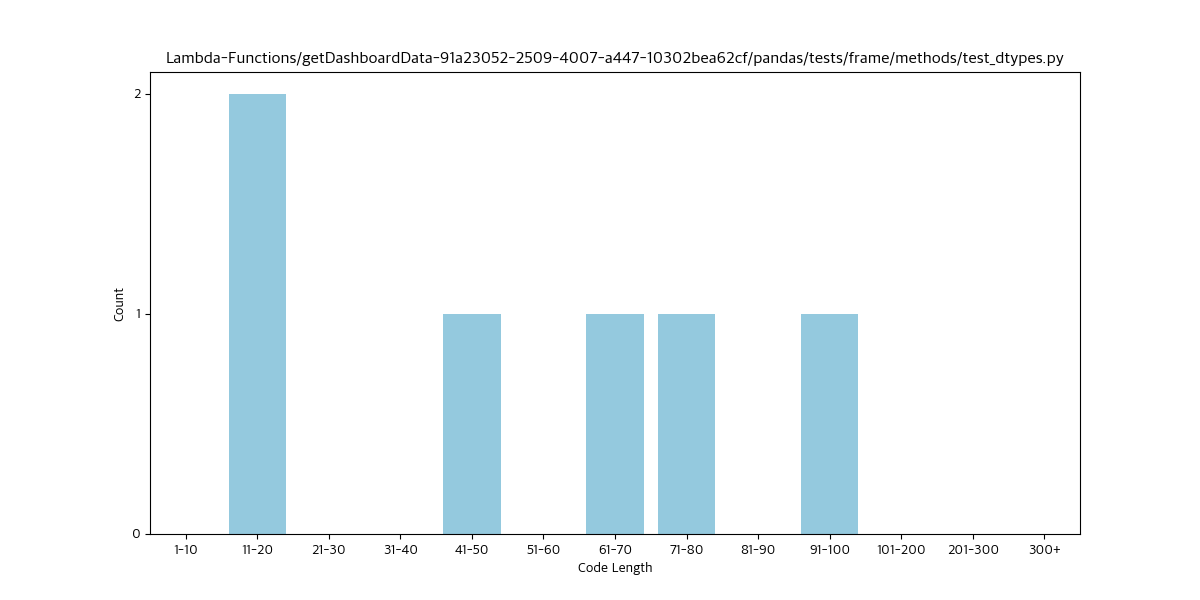 Lambda-Functions/getDashboardData-91a23052-2509-4007-a447-10302bea62cf/pandas/tests/frame/methods/test_dtypes.py
2
1
0
Count
1-10 11-20 21-30 31-40 41-50 51-60 61-70 71-80 81-90 91-100 101-200 201-300 300+
Code Length